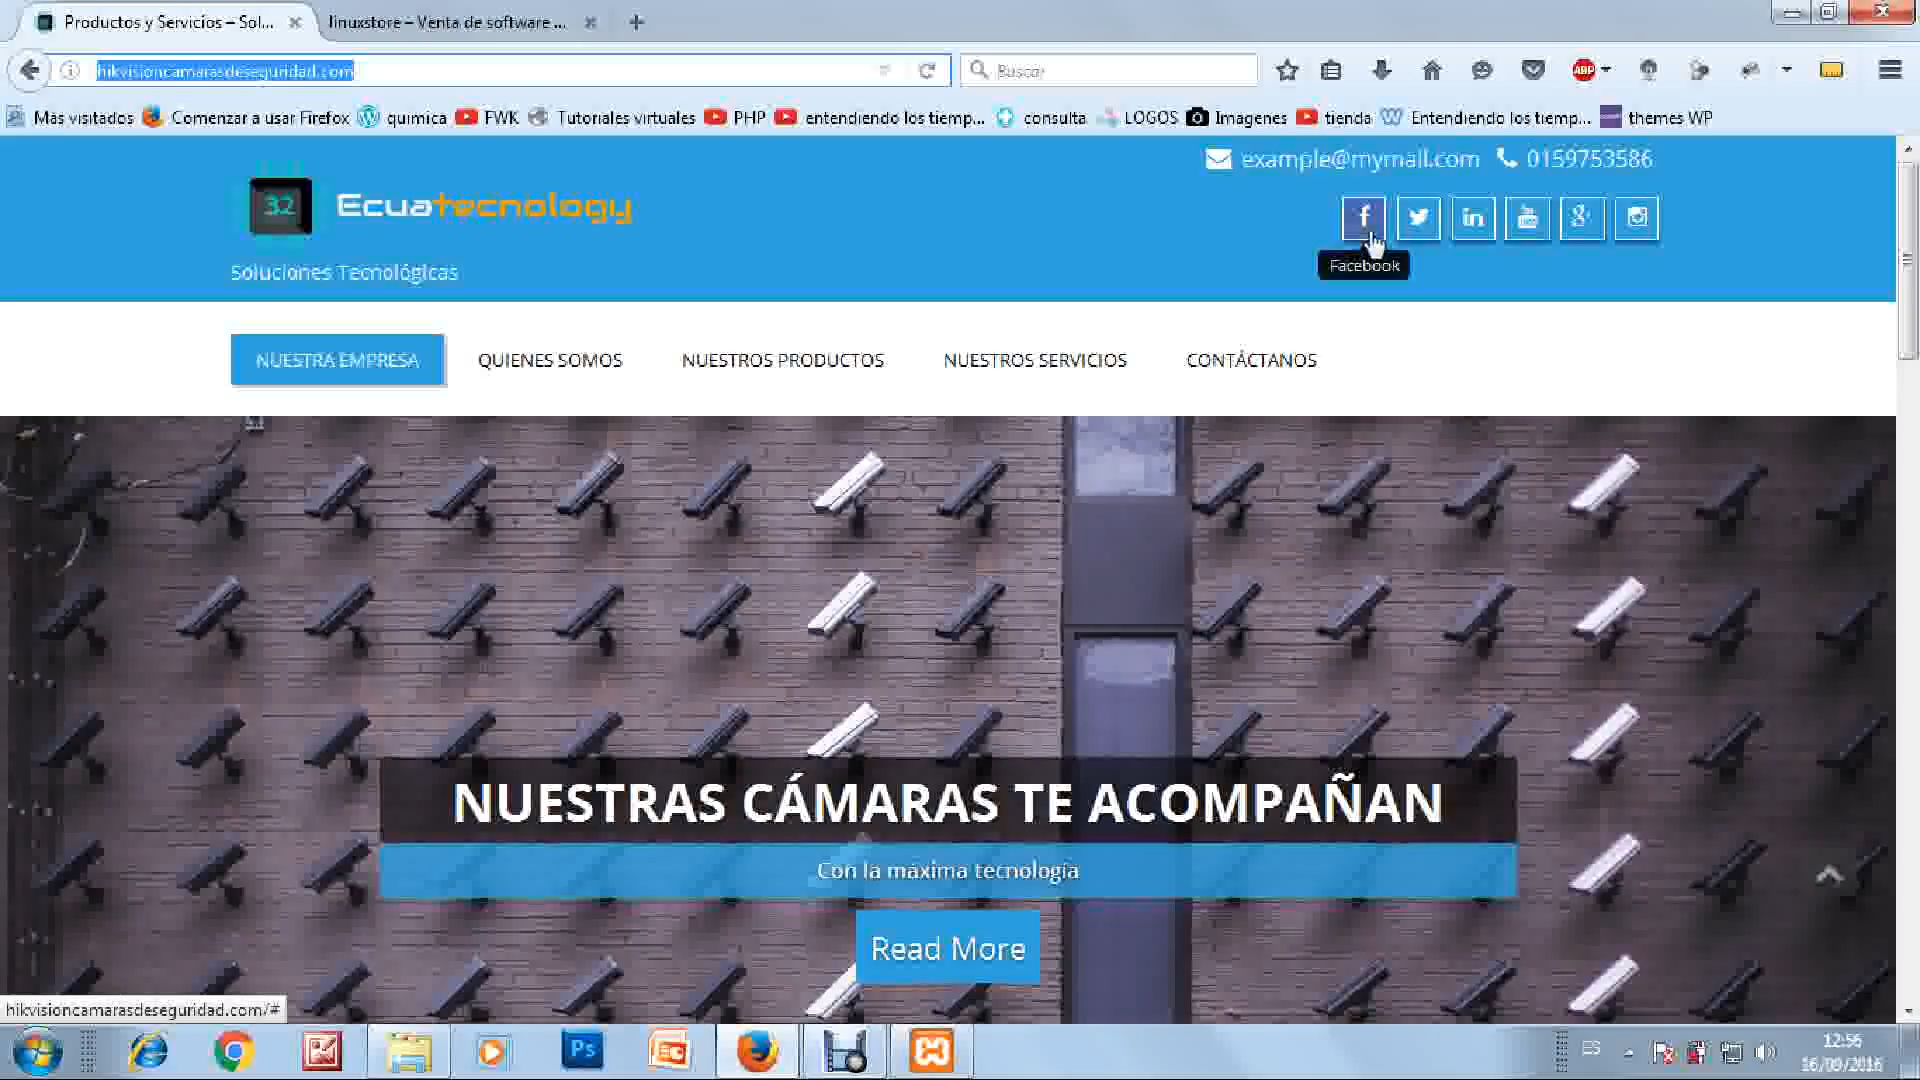 Productos y Servicios – Sol...
linuxstore – Venta de software ...
hikvisioncamarasdeseguridad.com
Buscar
ABP
Más visitados
Comenzar a usar Firefox
quimica
FWK
Tutoriales virtuales
PHP
entendiendo los tiemp...
consulta
LOGOS
Imagenes
tienda
Entendiendo los tiemp...
themes WP
example@mymail.com
0159753586
32
Ecuatecnology
Facebook
Soluciones Tecnológicas
NUESTRA EMPRESA
QUIENES SOMOS
NUESTROS PRODUCTOS
NUESTROS SERVICIOS
CONTÁCTANOS
NUESTRAS CÁMARAS TE ACOMPAÑAN
Con la máxima tecnología
Read More
hikvisioncamarasdeseguridad.com/#
Ps
ES
12:56
16/09/2016